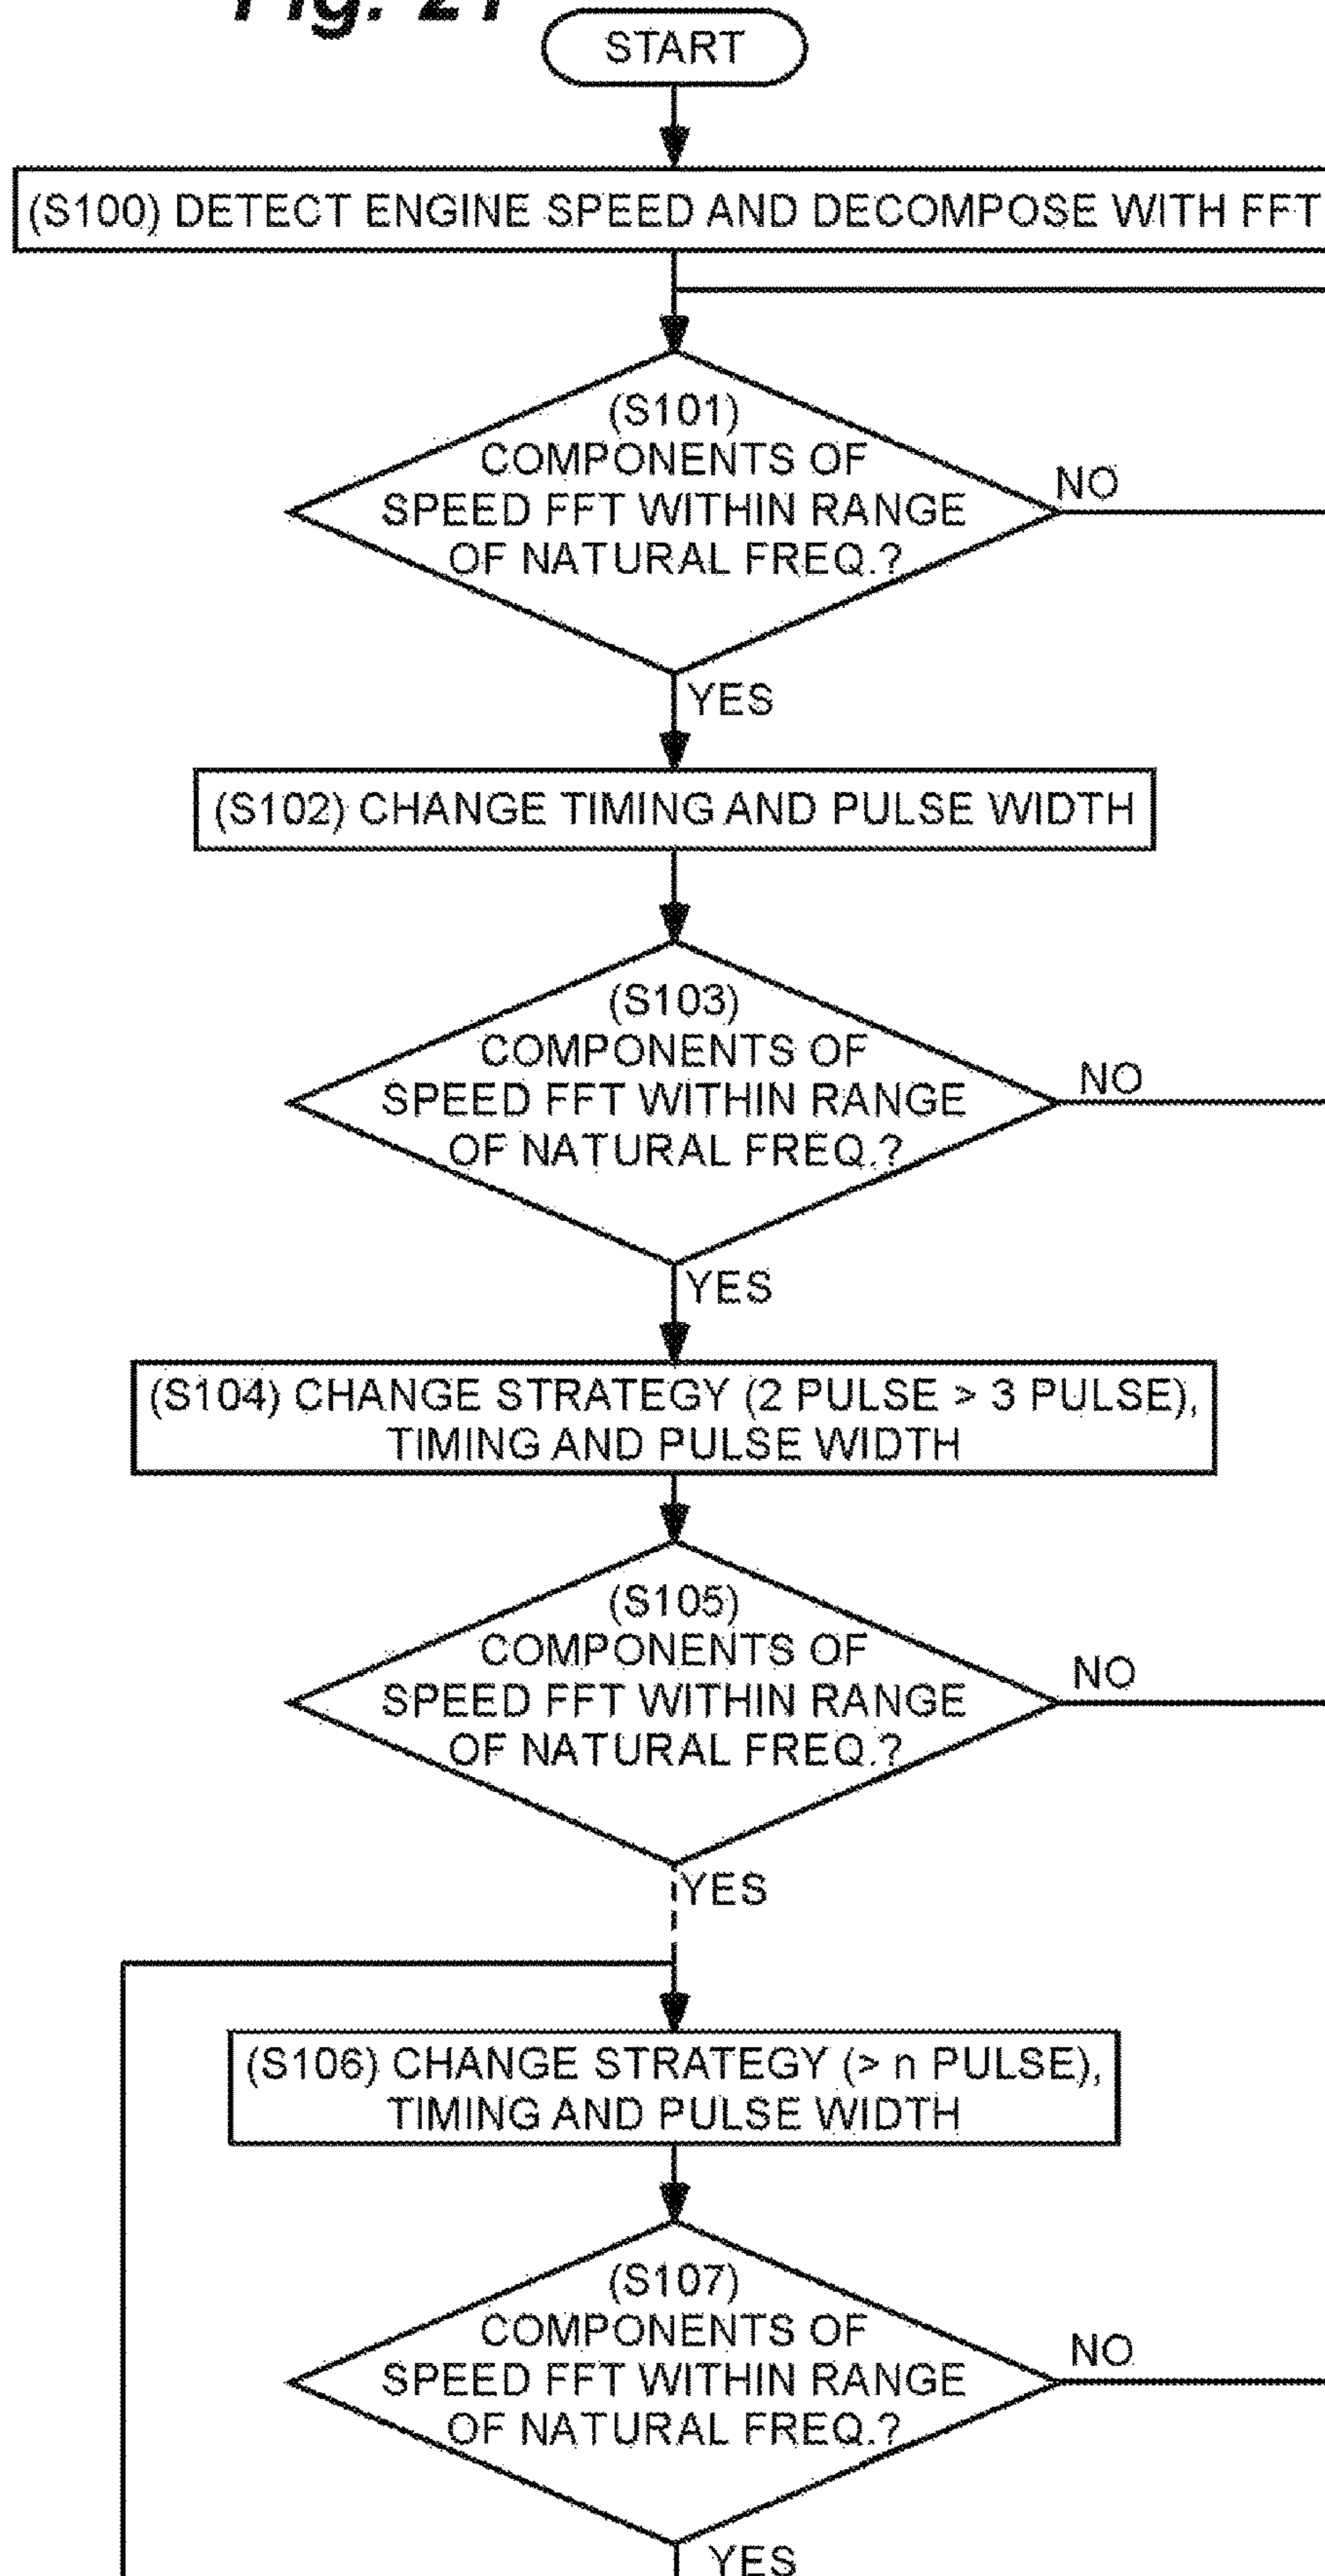 Fig. 21
START
(S100) DETECT ENGINE SPEED AND DECOMPOSE WITH FFT
(S101)
COMPONENTS OF
SPEED FFT WITHIN RANGE
OF NATURAL FREQ.?
NO
YES
(S102) CHANGE TIMING AND PULSE WIDTH
(S103)
COMPONENTS OF
SPEED FFT WITHIN RANGE
OF NATURAL FREQ.?
NO
YES
(S104) CHANGE STRATEGY (2 PULSE > 3 PULSE),
TIMING AND PULSE WIDTH
(S105)
COMPONENTS OF
SPEED FFT WITHIN RANGE
OF NATURAL FREQ.?
NO
YES
(S106) CHANGE STRATEGY (> n PULSE),
TIMING AND PULSE WIDTH
(S107)
COMPONENTS OF
SPEED FFT WITHIN RANGE
OF NATURAL FREQ.?
NO
YES